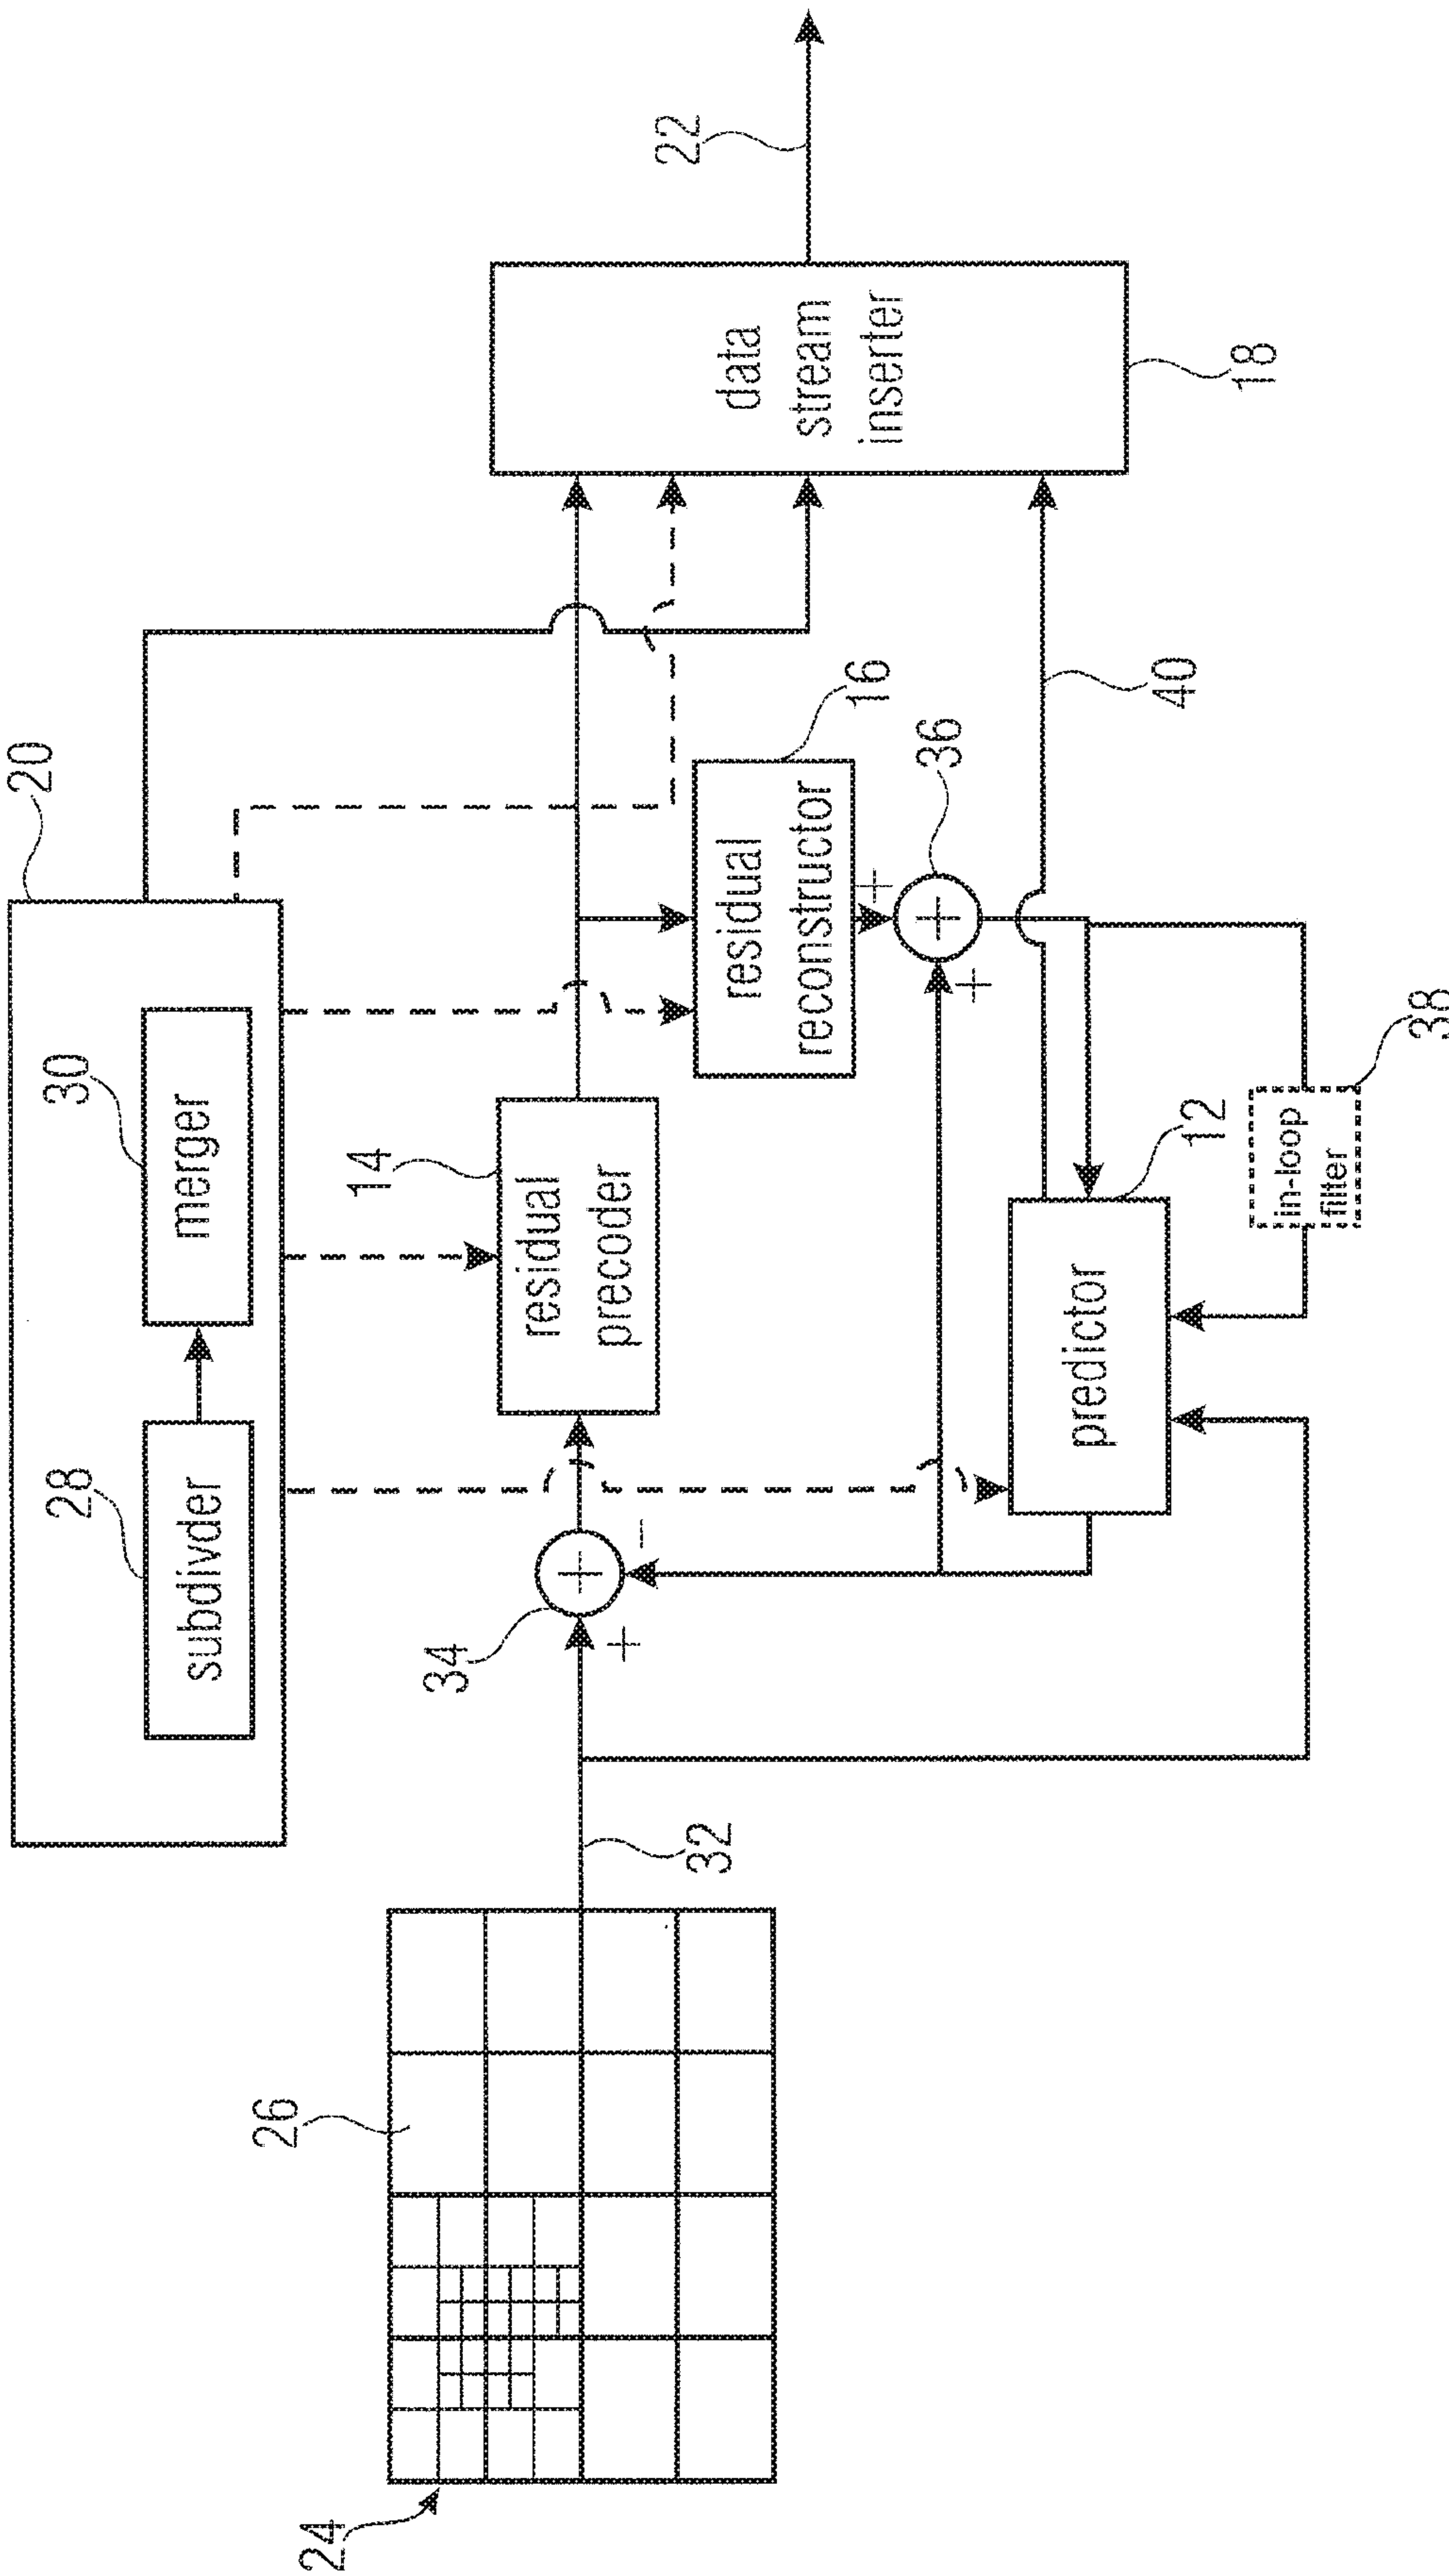 20
28
subdivder
30
merger
24
26
32
34
+
+
−
14
residual
precoder
16
residual
reconstructor
+
+
36
+
12
predictor
38
in-loop
filter
40
data
stream
inserter
18
22